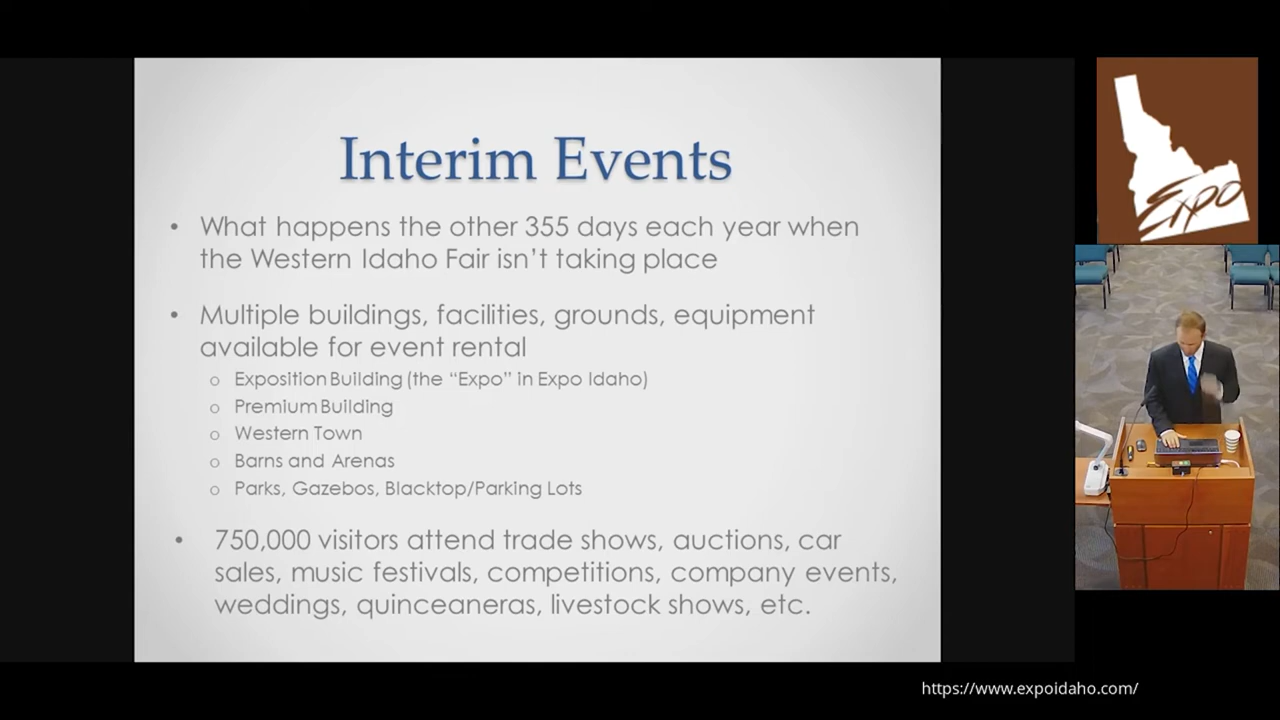 Interim Events
• What happens the other 355 days each year when
the Western Idaho Fair isn't taking place
• Multiple buildings, facilities, grounds, equipment
available for event rental
o Exposition Building (the “Expo” in Expo Idaho)
o Premium Building
o Western Town
o Barns and Arenas
o Parks, Gazebos, Blacktop/Parking Lots
• 750,000 visitors attend trade shows, auctions, car
sales, music festivals, competitions, company events,
weddings, quinceaneras, livestock shows, etc.
Expo
https://www.expoidaho.com/